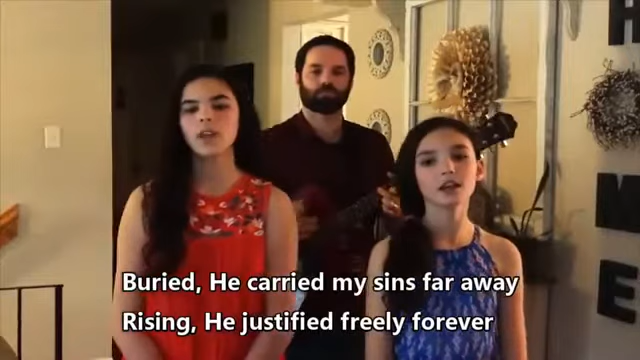 Buried, He carried my sins far away
Rising, He justified freely forever
H
M
E